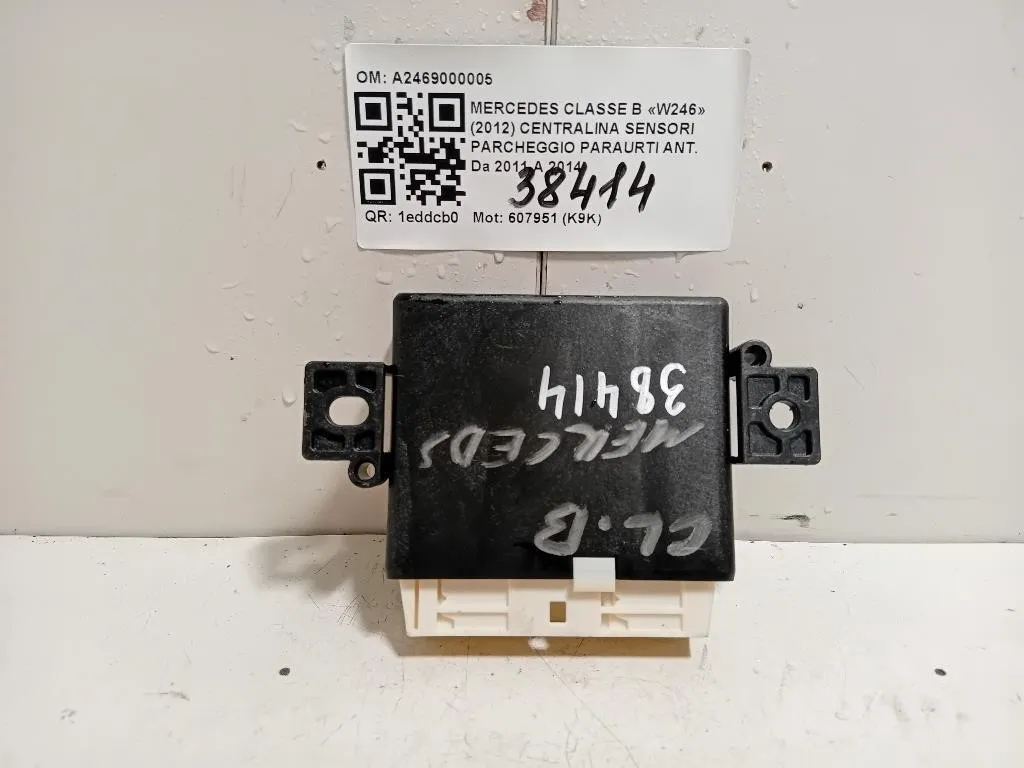 OM: A2469000005
MERCEDES CLASSE B «W246»
(2012) CENTRALINA SENSORI
PARCHEGGIO PARAURTI ANT.
Da 2011 A 2014
38414
QR: 1eddcb0 Mot: 607951 (K9K)
38414
MERCEDS
CL.B